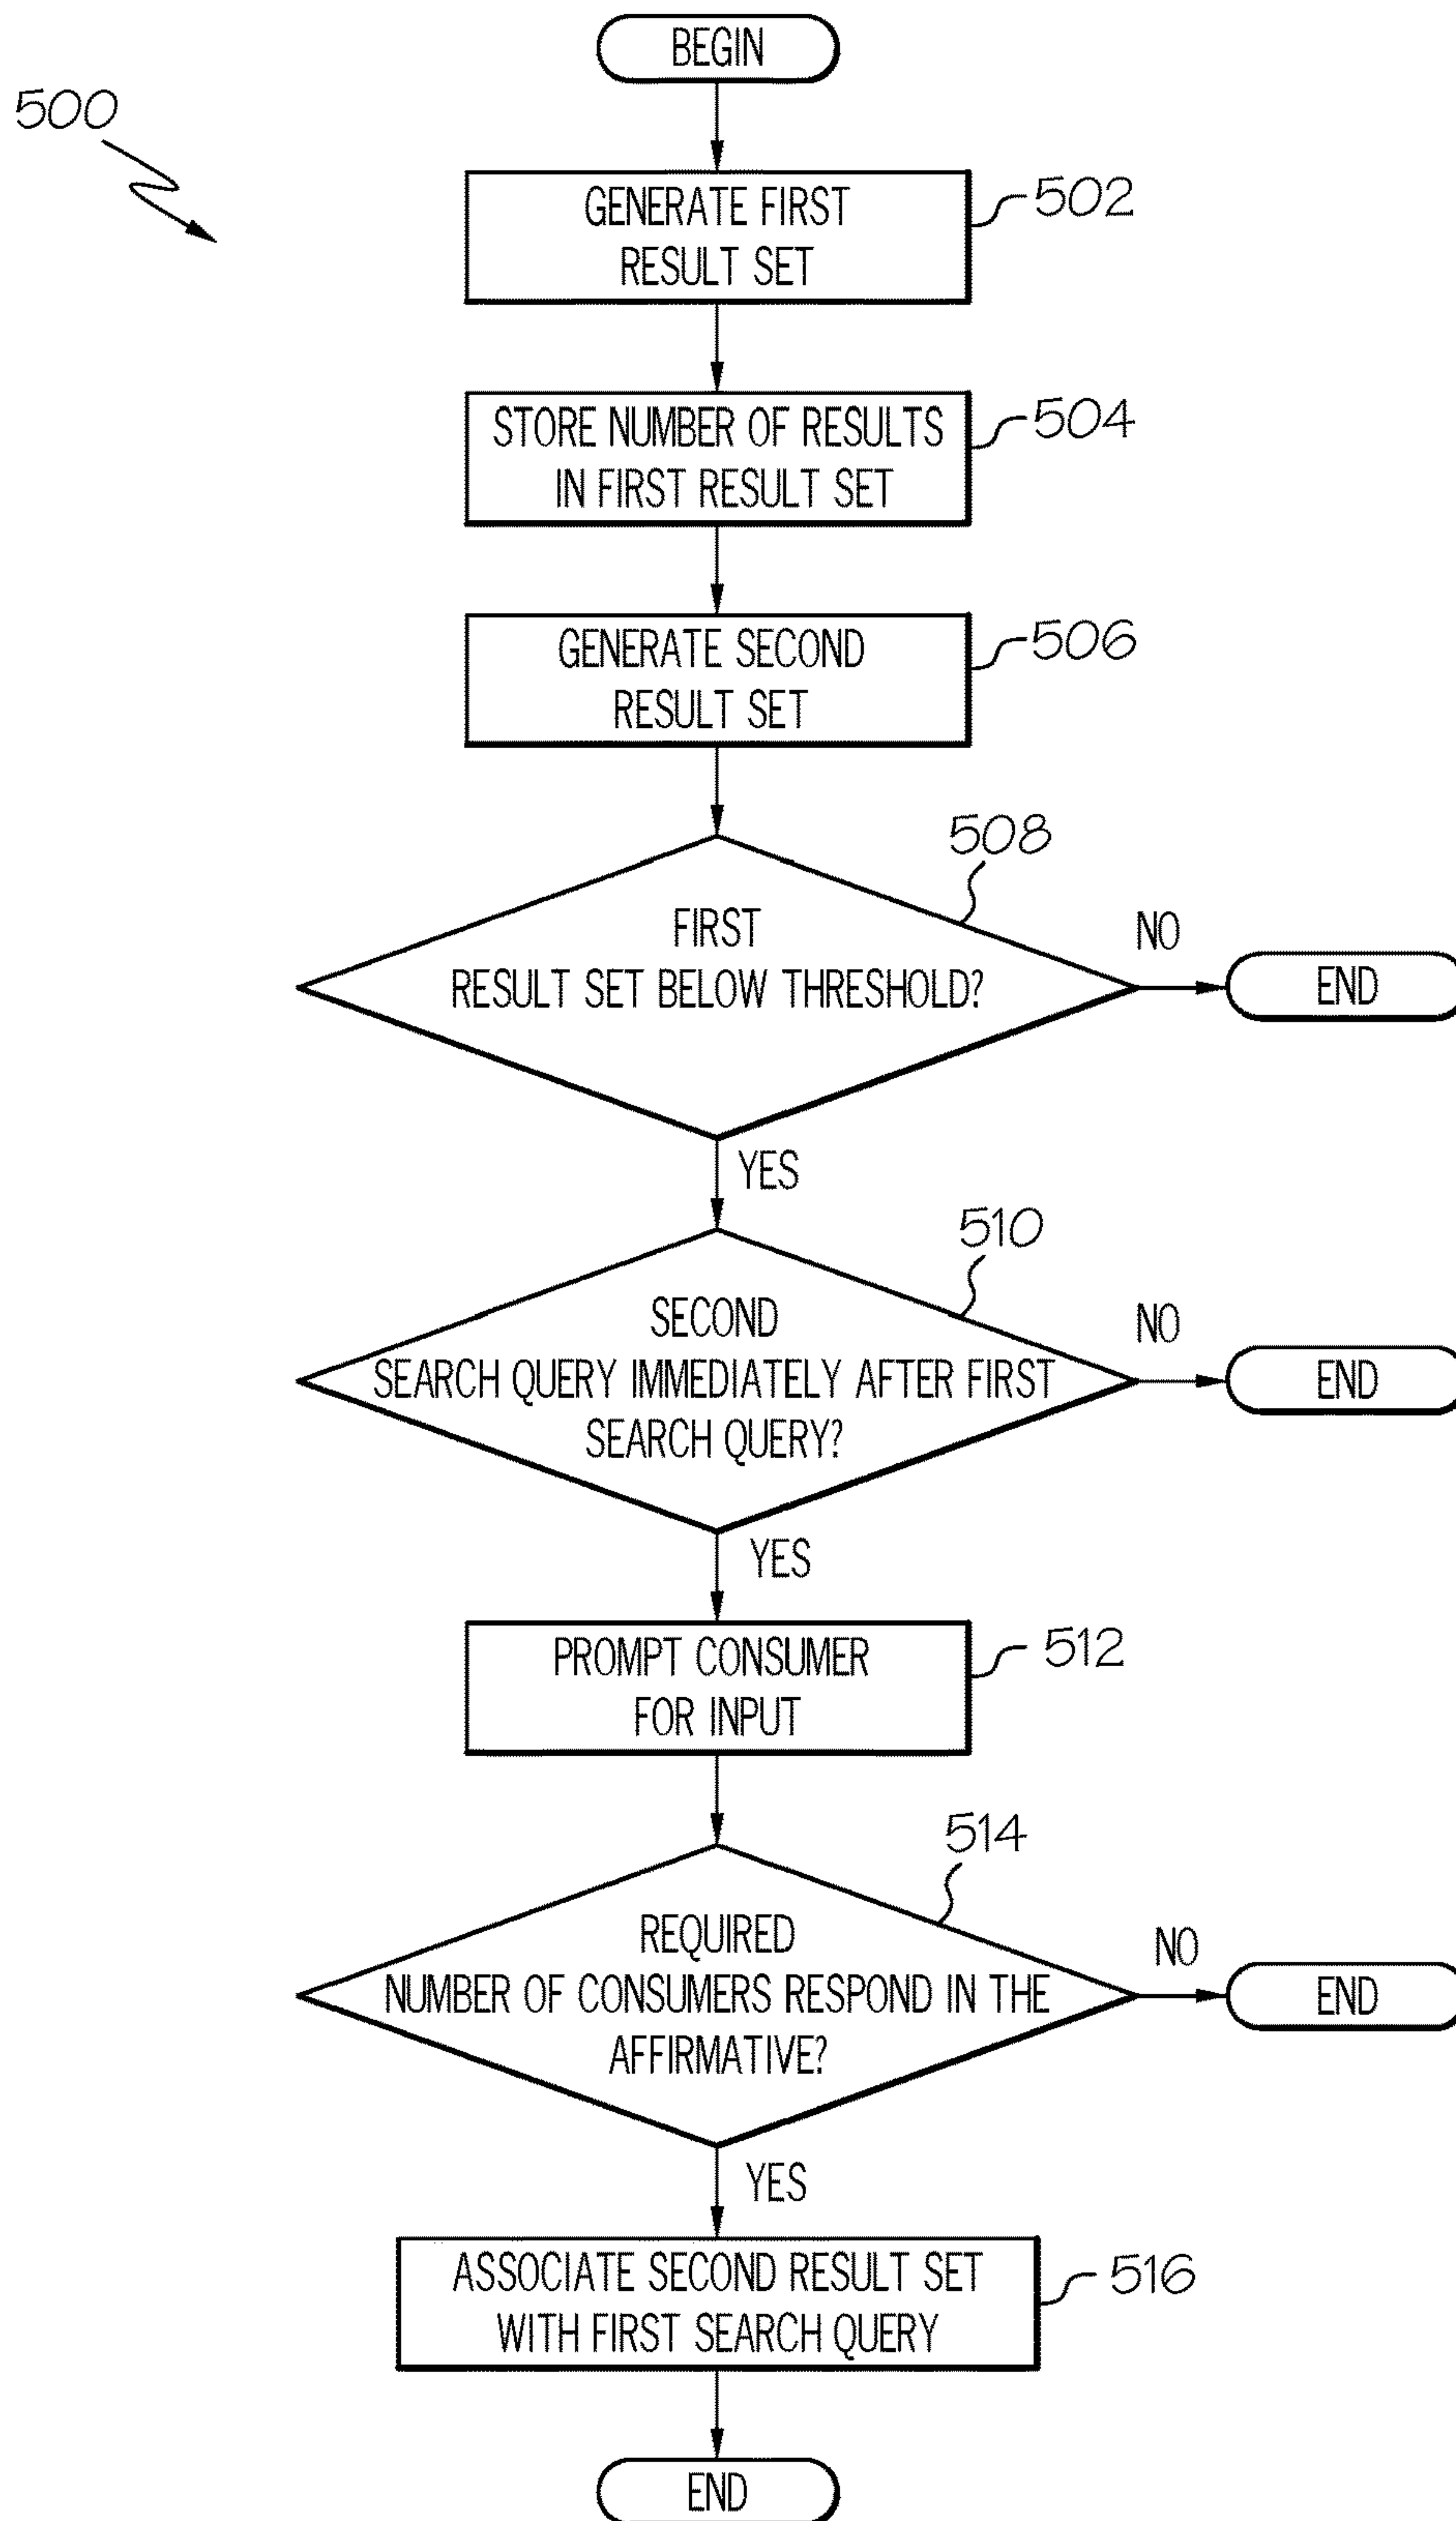 BEGIN
500
GENERATE FIRST
RESULT SET
502
STORE NUMBER OF RESULTS
IN FIRST RESULT SET
504
GENERATE SECOND
RESULT SET
506
508
FIRST
RESULT SET BELOW THRESHOLD?
NO
END
YES
510
SECOND
SEARCH QUERY IMMEDIATELY AFTER FIRST
SEARCH QUERY?
NO
END
YES
PROMPT CONSUMER
FOR INPUT
512
514
REQUIRED
NUMBER OF CONSUMERS RESPOND IN THE
AFFIRMATIVE?
NO
END
YES
ASSOCIATE SECOND RESULT SET
WITH FIRST SEARCH QUERY
516
END